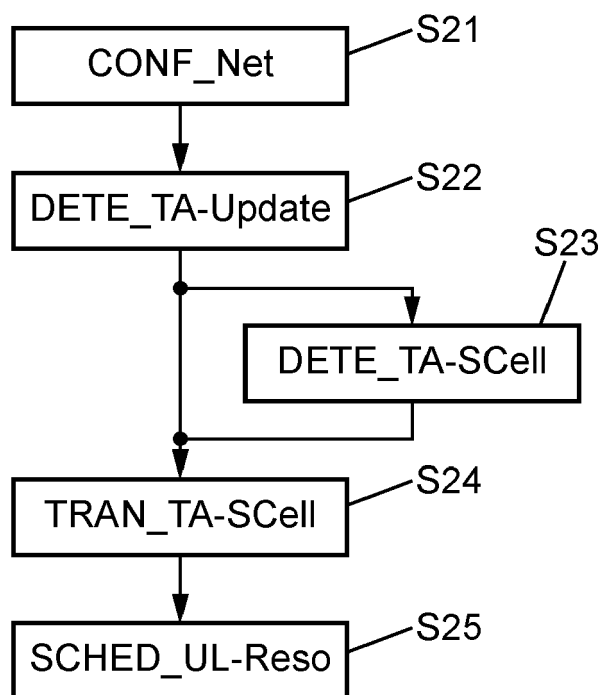 S21
CONF_Net
S22
DETE_TA-Update
S23
DETE_TA-SCell
S24
TRAN_TA-SCell
S25
SCHED_UL-Reso